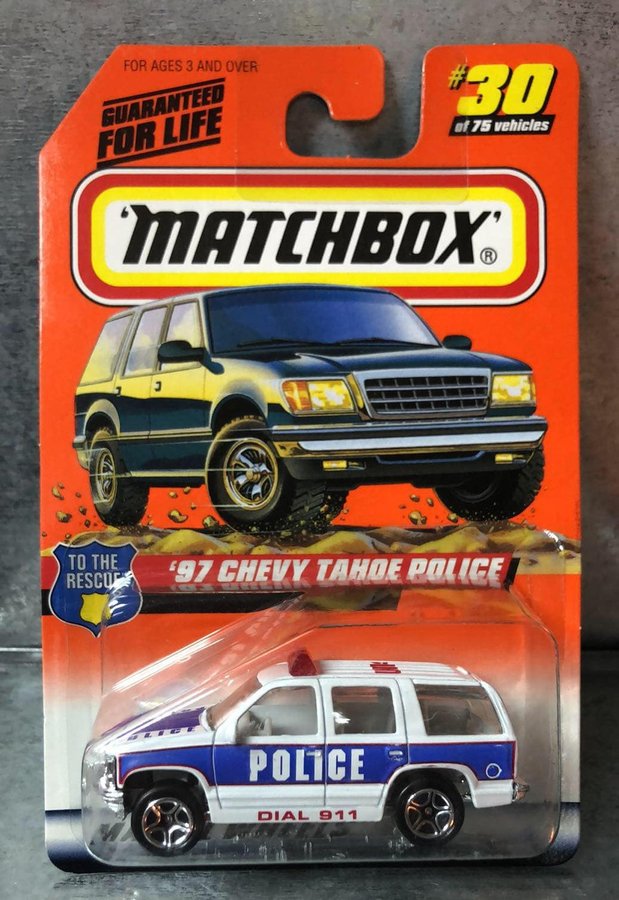 FOR AGES 3 AND OVER
GUARANTEED
FOR LIFE
#30
of 75 vehicles
'MATCHBOX'®
TO THE
RESCUE
'97 CHEVY TAHOE POLICE
POLICE
POLICE
DIAL 911